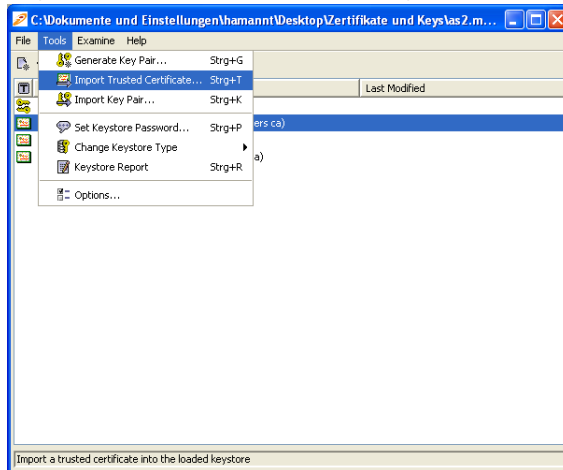 C:\Dokumente und Einstellungen\hamannt\Desktop\Zertifikate und Keys\as2.m...
File Tools Examine Help
Generate Key Pair... Strg+G
Import Trusted Certificate... Strg+T
Last Modified
Import Key Pair... Strg+K
Set Keystore Password... Strg+P
ers ca)
Change Keystore Type
a)
Keystore Report Strg+R
Options...
Import a trusted certificate into the loaded keystore